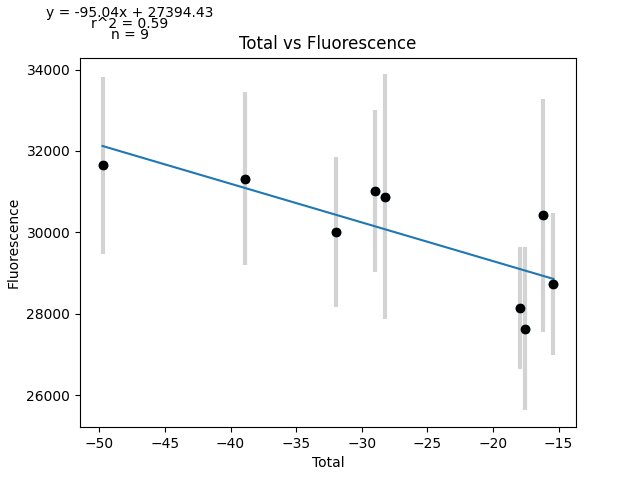 y = -95.04x + 27394.43
r^2 = 0.59
n = 9
Total vs Fluorescence
34000
32000
30000
28000
26000
Fluorescence
−50
−45
−40
−35
−30
−25
−20
−15
Total